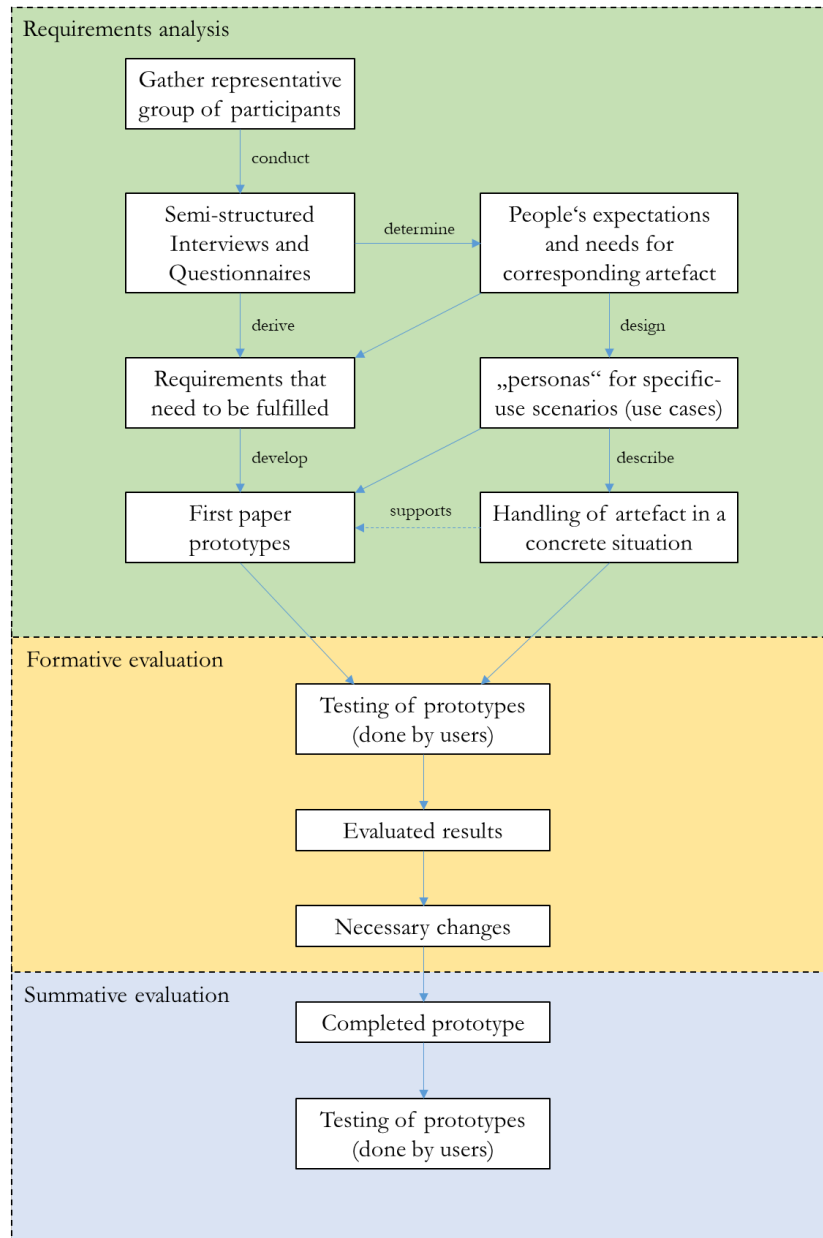 Requirements analysis
Gather representative
group of participants
conduct
Semi-structured
Interviews and
Questionnaires
determine
People‘s expectations
and needs for
corresponding artefact
derive
design
Requirements that
need to be fulfilled
„personas“ for specific-
use scenarios (use cases)
develop
describe
First paper
prototypes
supports
Handling of artefact in a
concrete situation
Formative evaluation
Testing of prototypes
(done by users)
Evaluated results
Necessary changes
Summative evaluation
Completed prototype
Testing of prototypes
(done by users)